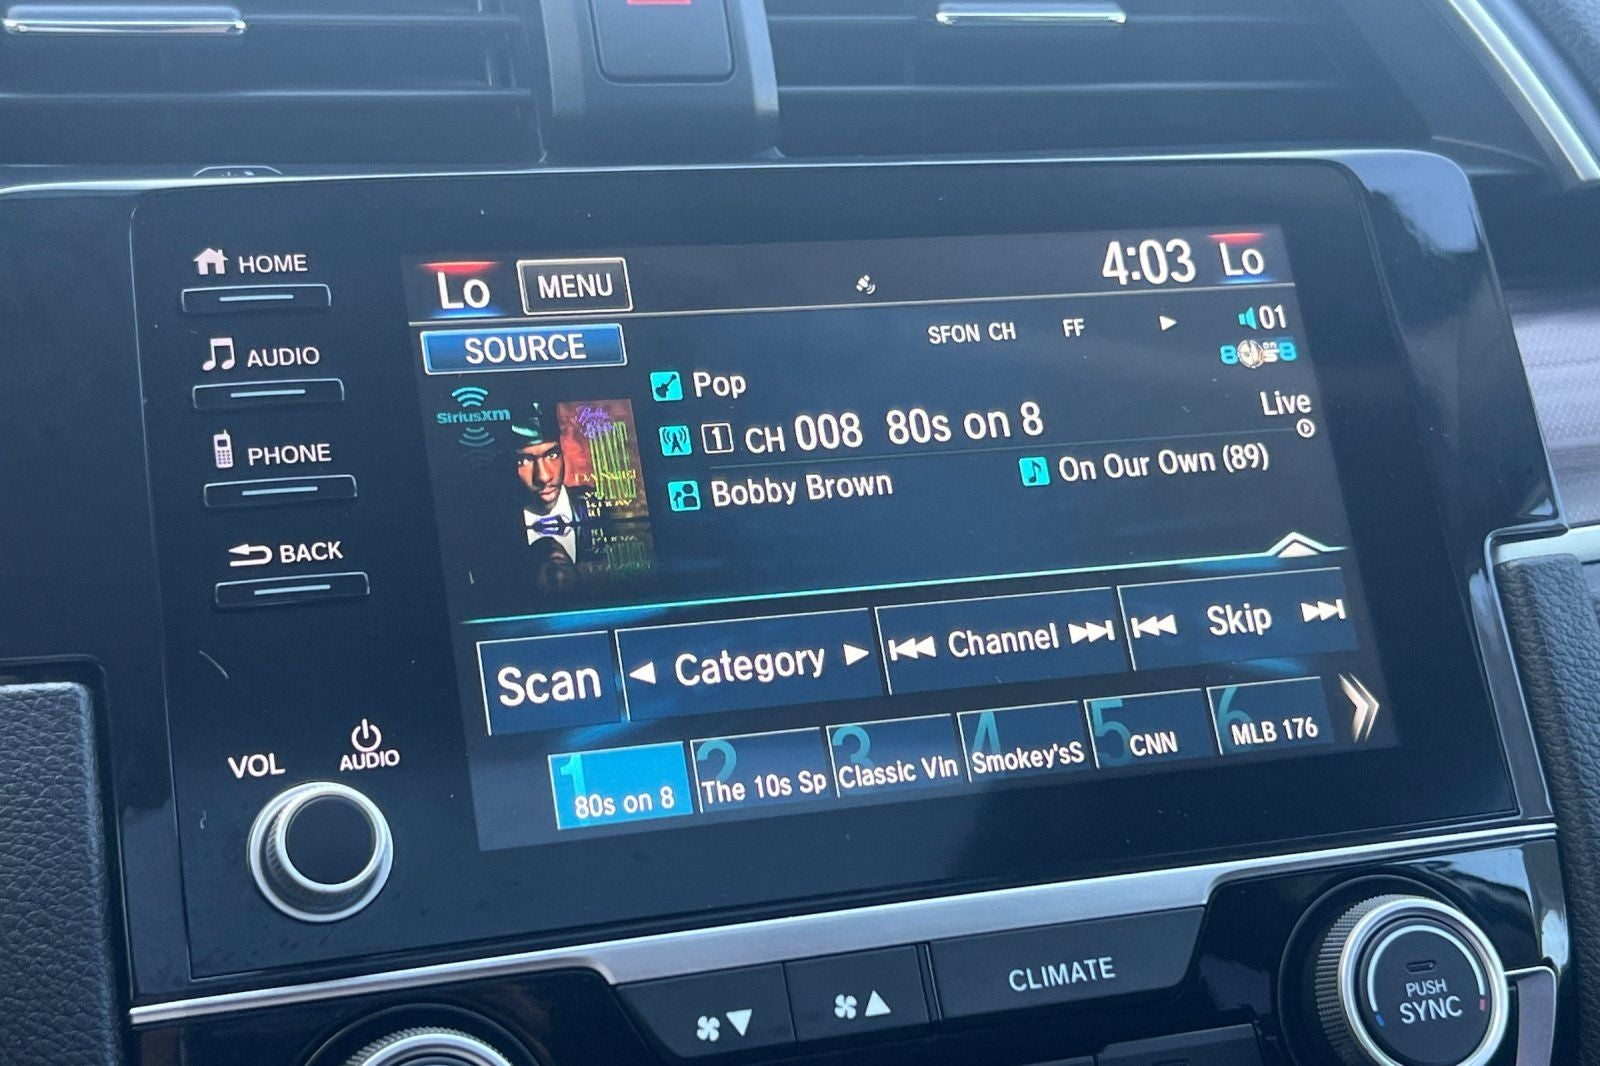 HOME
AUDIO
PHONE
BACK
VOL
AUDIO
Lo
MENU
4:03
Lo
SOURCE
SFON CH
FF
01
8 on 8
SiriusXM
Pop
1 CH 008 80s on 8
Live
Bobby Brown
On Our Own (89)
Scan
Category
Channel
Skip
1 80s on 8
2 The 10s Sp
3 Classic Vin
4 Smokey'sS
5 CNN
6 MLB 176
CLIMATE
PUSH
SYNC